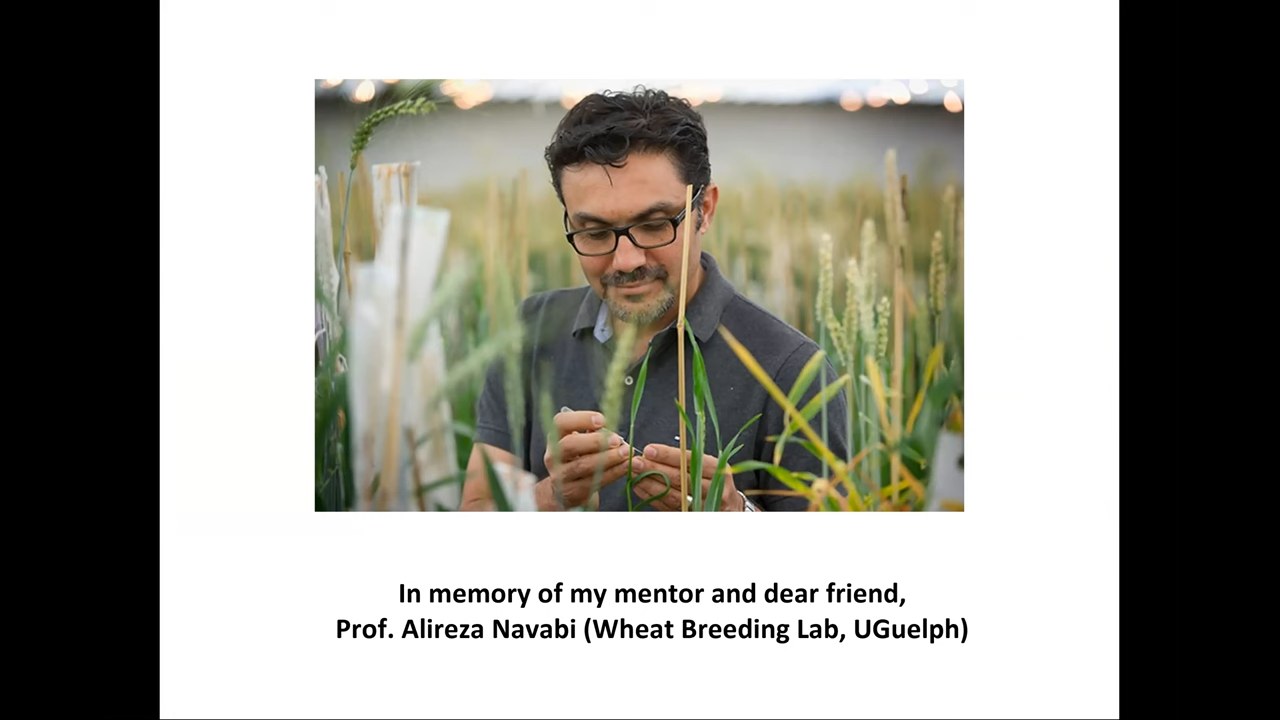 In memory of my mentor and dear friend,
Prof. Alireza Navabi (Wheat Breeding Lab, UGuelph)